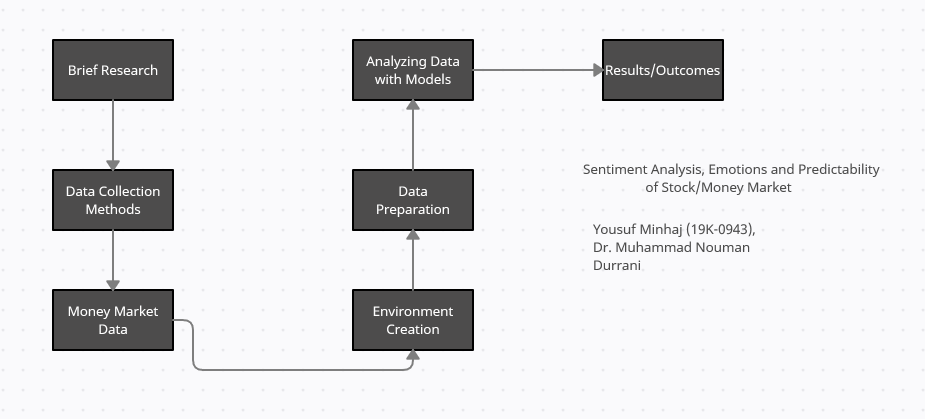 Brief Research
Data Collection
Methods
Money Market
Data
Environment
Creation
Data
Preparation
Analyzing Data
with Models
Results/Outcomes
Sentiment Analysis, Emotions and Predictability
of Stock/Money Market
Yousuf Minhaj (19K-0943),
Dr. Muhammad Nouman
Durrani